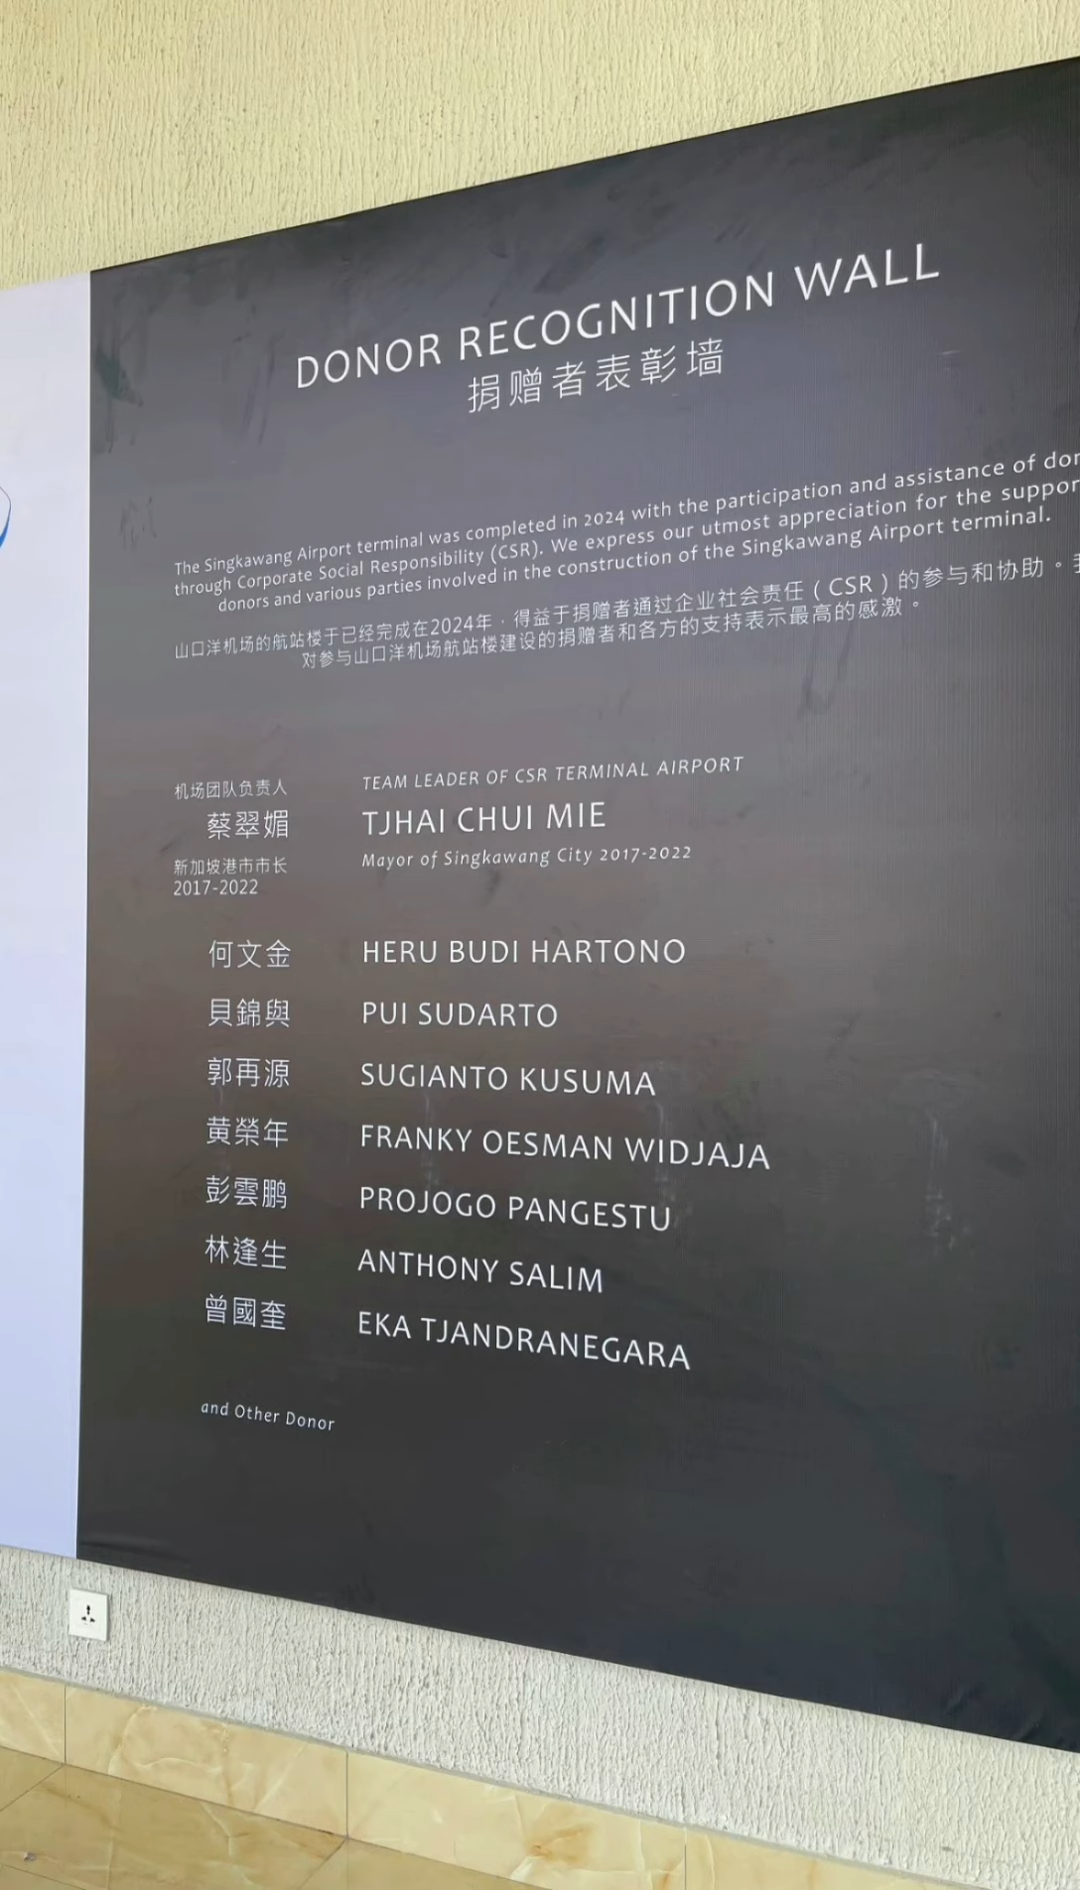 DONOR RECOGNITION WALL
捐赠者表彰墙
The Singkawang Airport terminal was completed in 2024 with the participation and assistance of
through Corporate Social Responsibility (CSR). We express our utmost appreciation for the
donors and various parties involved in the construction of the Singkawang Airport terminal.
山口洋机场的航站楼于已经完成在2024年，得益于捐赠者通过企业社会责任（CSR）的参与和协助。
对参与山口洋机场航站楼建设的捐赠者和各方的支持表示最高的感激。
机场团队负责人 TEAM LEADER OF CSR TERMINAL AIRPORT
蔡翠媚 TJHAI CHUI MIE
新加坡港市市长 Mayor of Singkawang City 2017-2022
2017-2022
何文金 HERU BUDI HARTONO
貝錦與 PUI SUDARTO
郭再源 SUGIANTO KUSUMA
黄榮年 FRANKY OESMAN WIDJAJA
彭雲鹏 PROJOGO PANGESTU
林逢生 ANTHONY SALIM
曾國奎 EKA TJANDRANEGARA
and Other Donor